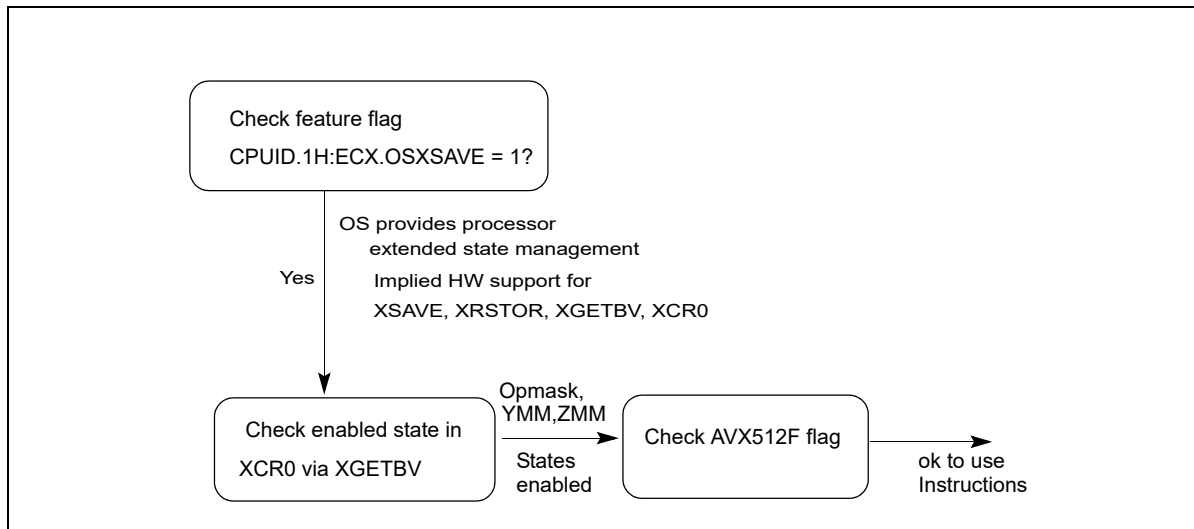 Check feature flag
CPUID.1H:ECX.OSXSAVE = 1?
OS provides processor
extended state management
Yes
Implied HW support for
XSAVE, XRSTOR, XGETBV, XCR0
Check enabled state in
XCR0 via XGETBV
Opmask,
YMM,ZMM
States
enabled
Check AVX512F flag
ok to use
Instructions